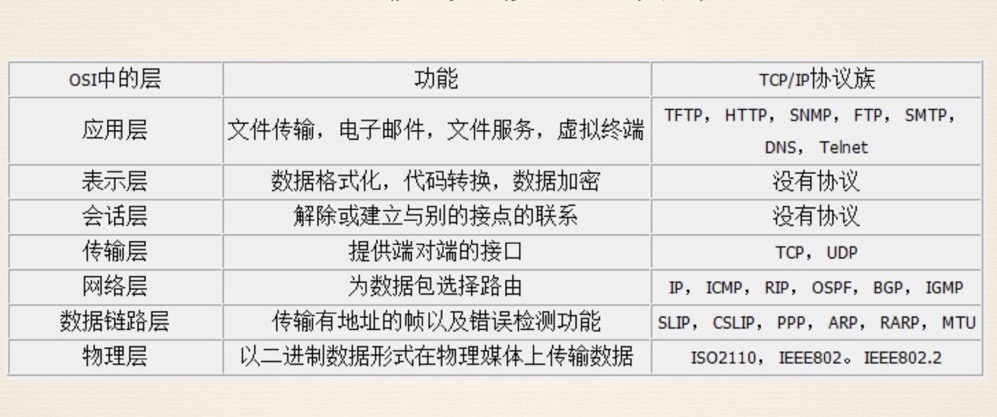 OSI中的层 功能 TCP/IP协议族
应用层 文件传输，电子邮件，文件服务，虚拟终端 TFTP，HTTP，SNMP，FTP，SMTP，
DNS，Telnet
表示层 数据格式化，代码转换，数据加密 没有协议
会话层 解除或建立与别的接点的联系 没有协议
传输层 提供端对端的接口 TCP，UDP
网络层 为数据包选择路由 IP，ICMP，RIP，OSPF，BGP，IGMP
数据链路层 传输有地址的帧以及错误检测功能 SLIP，CSLIP，PPP，ARP，RARP，MTU
物理层 以二进制数据形式在物理媒体上传输数据 ISO2110，IEEE802。IEEE802.2